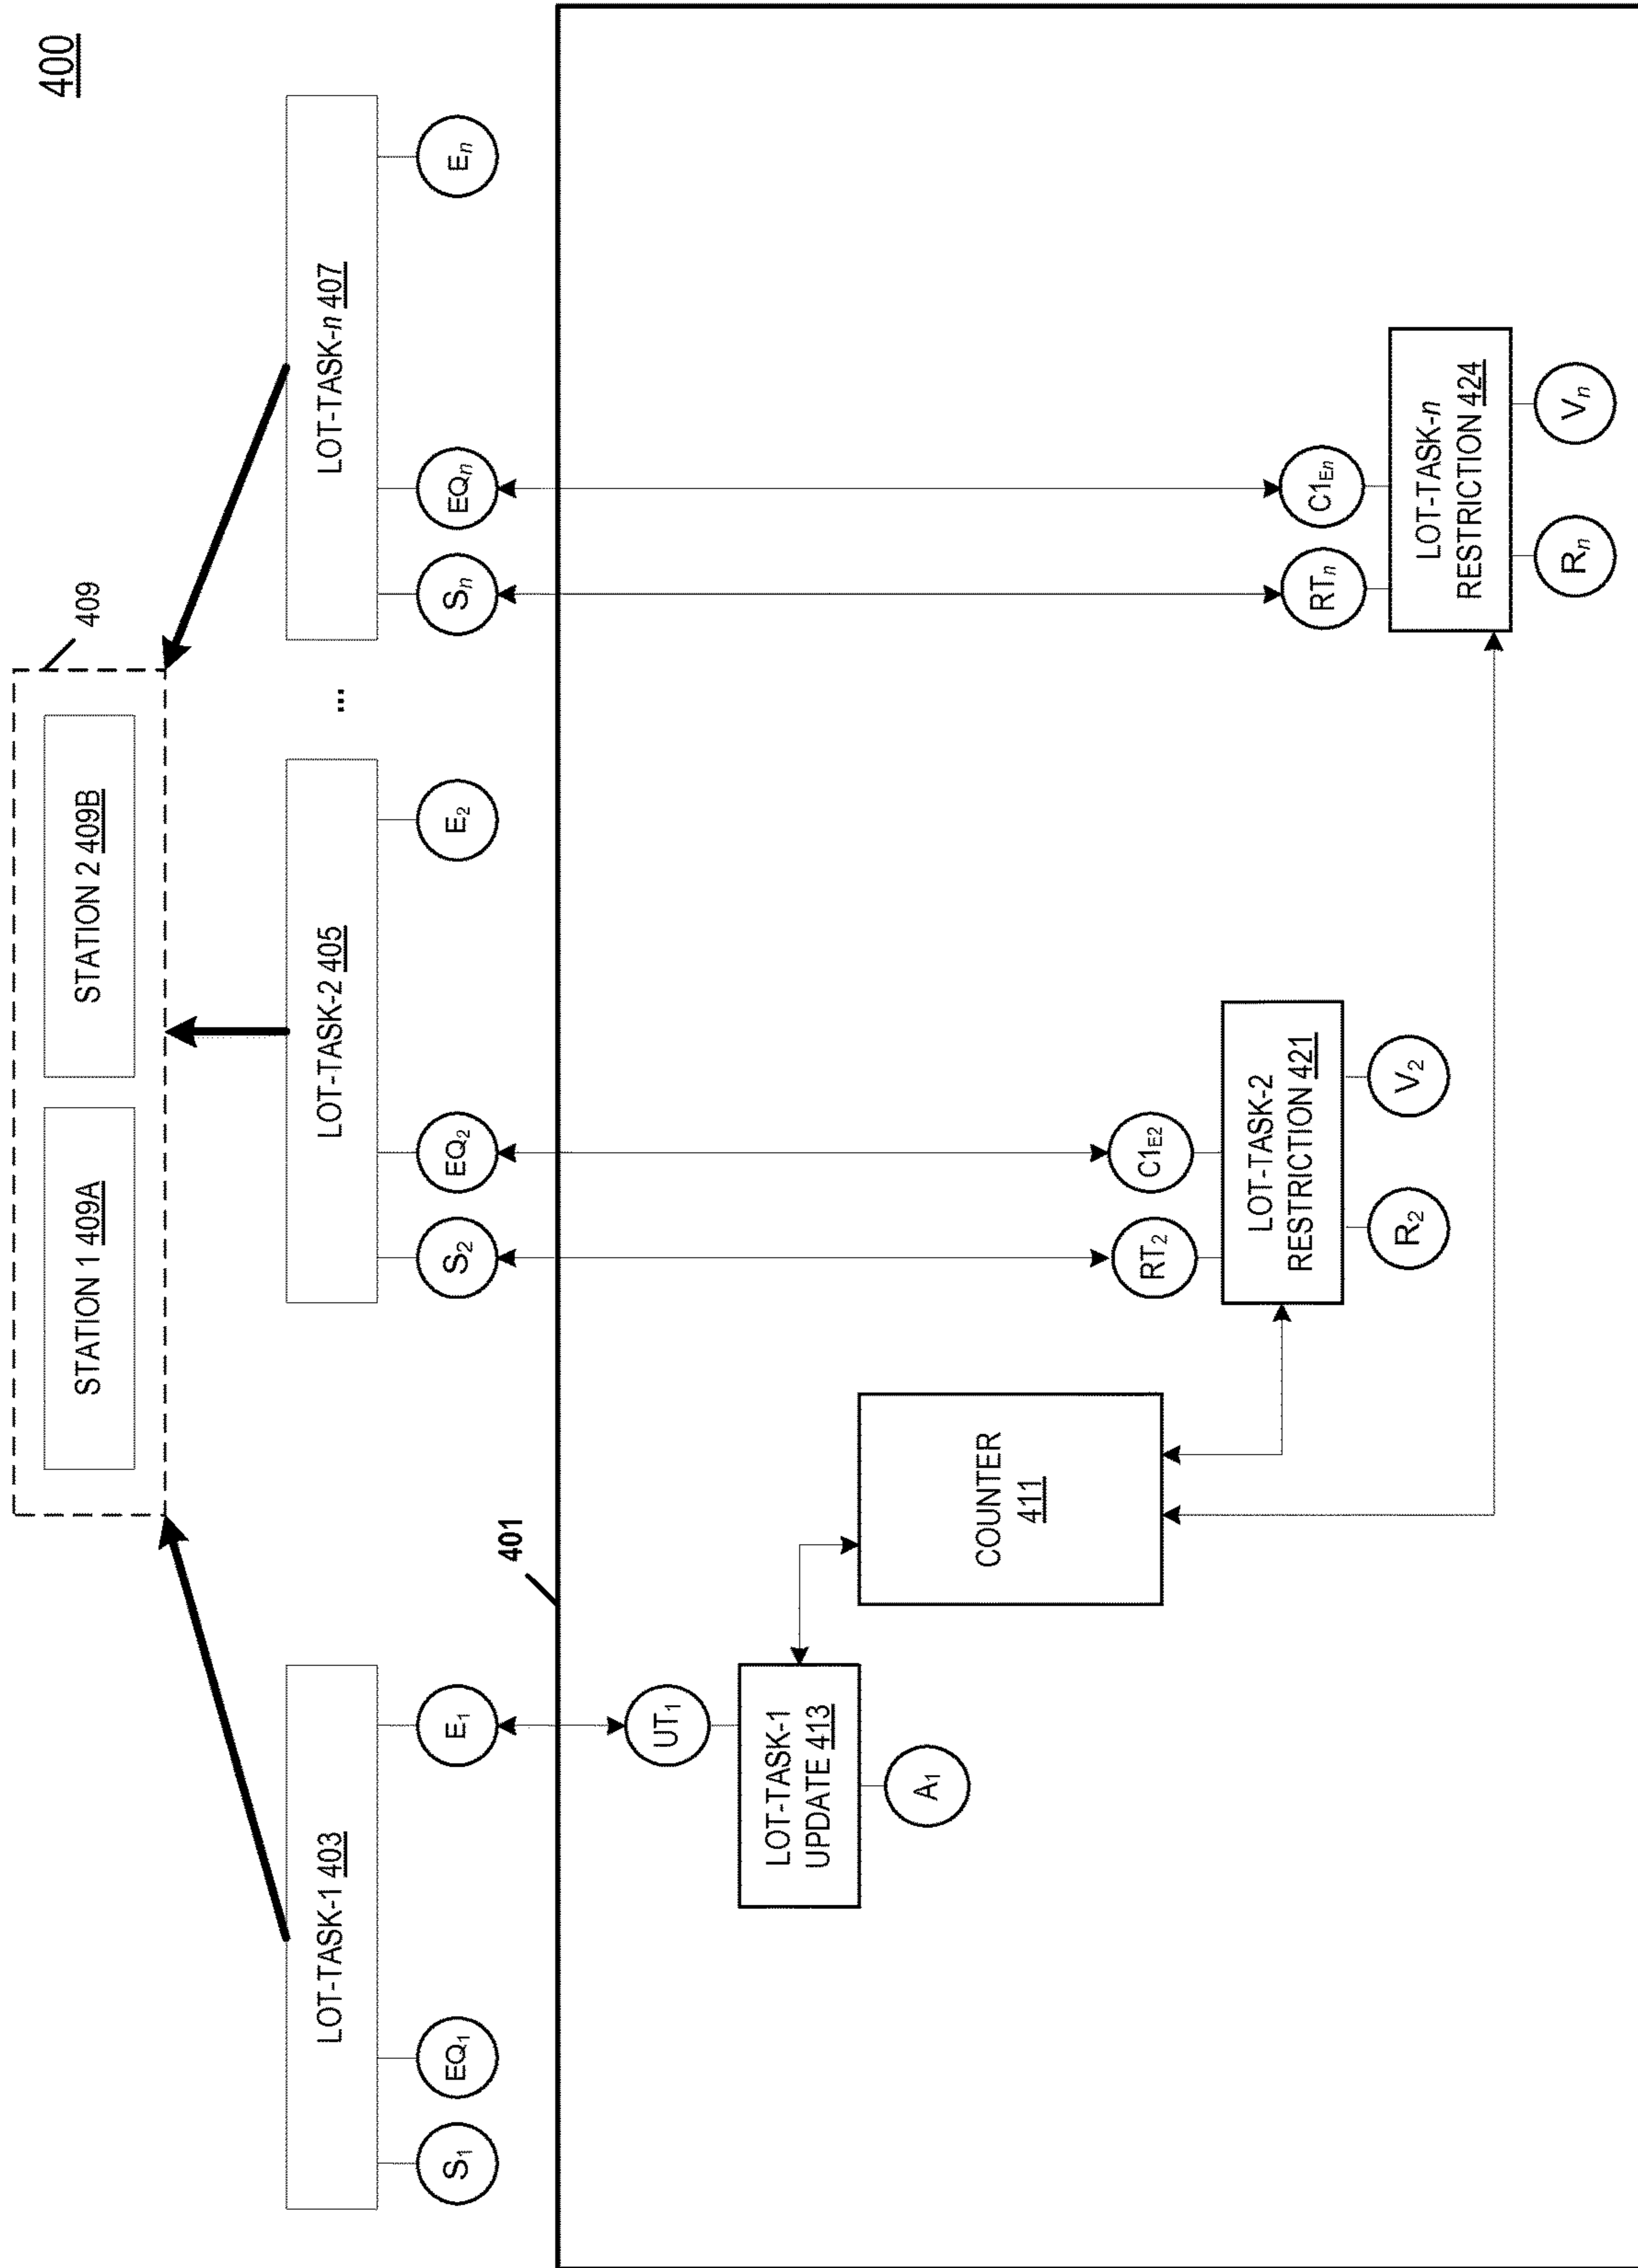 400
409
STATION 1 409A
STATION 2 409B
LOT-TASK-1 403
LOT-TASK-2 405
...
LOT-TASK-n 407
S1
EQ1
E1
S2
EQ2
E2
Sn
EQn
En
401
UT1
LOT-TASK-1
UPDATE 413
A1
COUNTER
411
RT2
C1E2
LOT-TASK-2
RESTRICTION 421
R2
V2
RTn
C1En
LOT-TASK-n
RESTRICTION 424
Rn
Vn